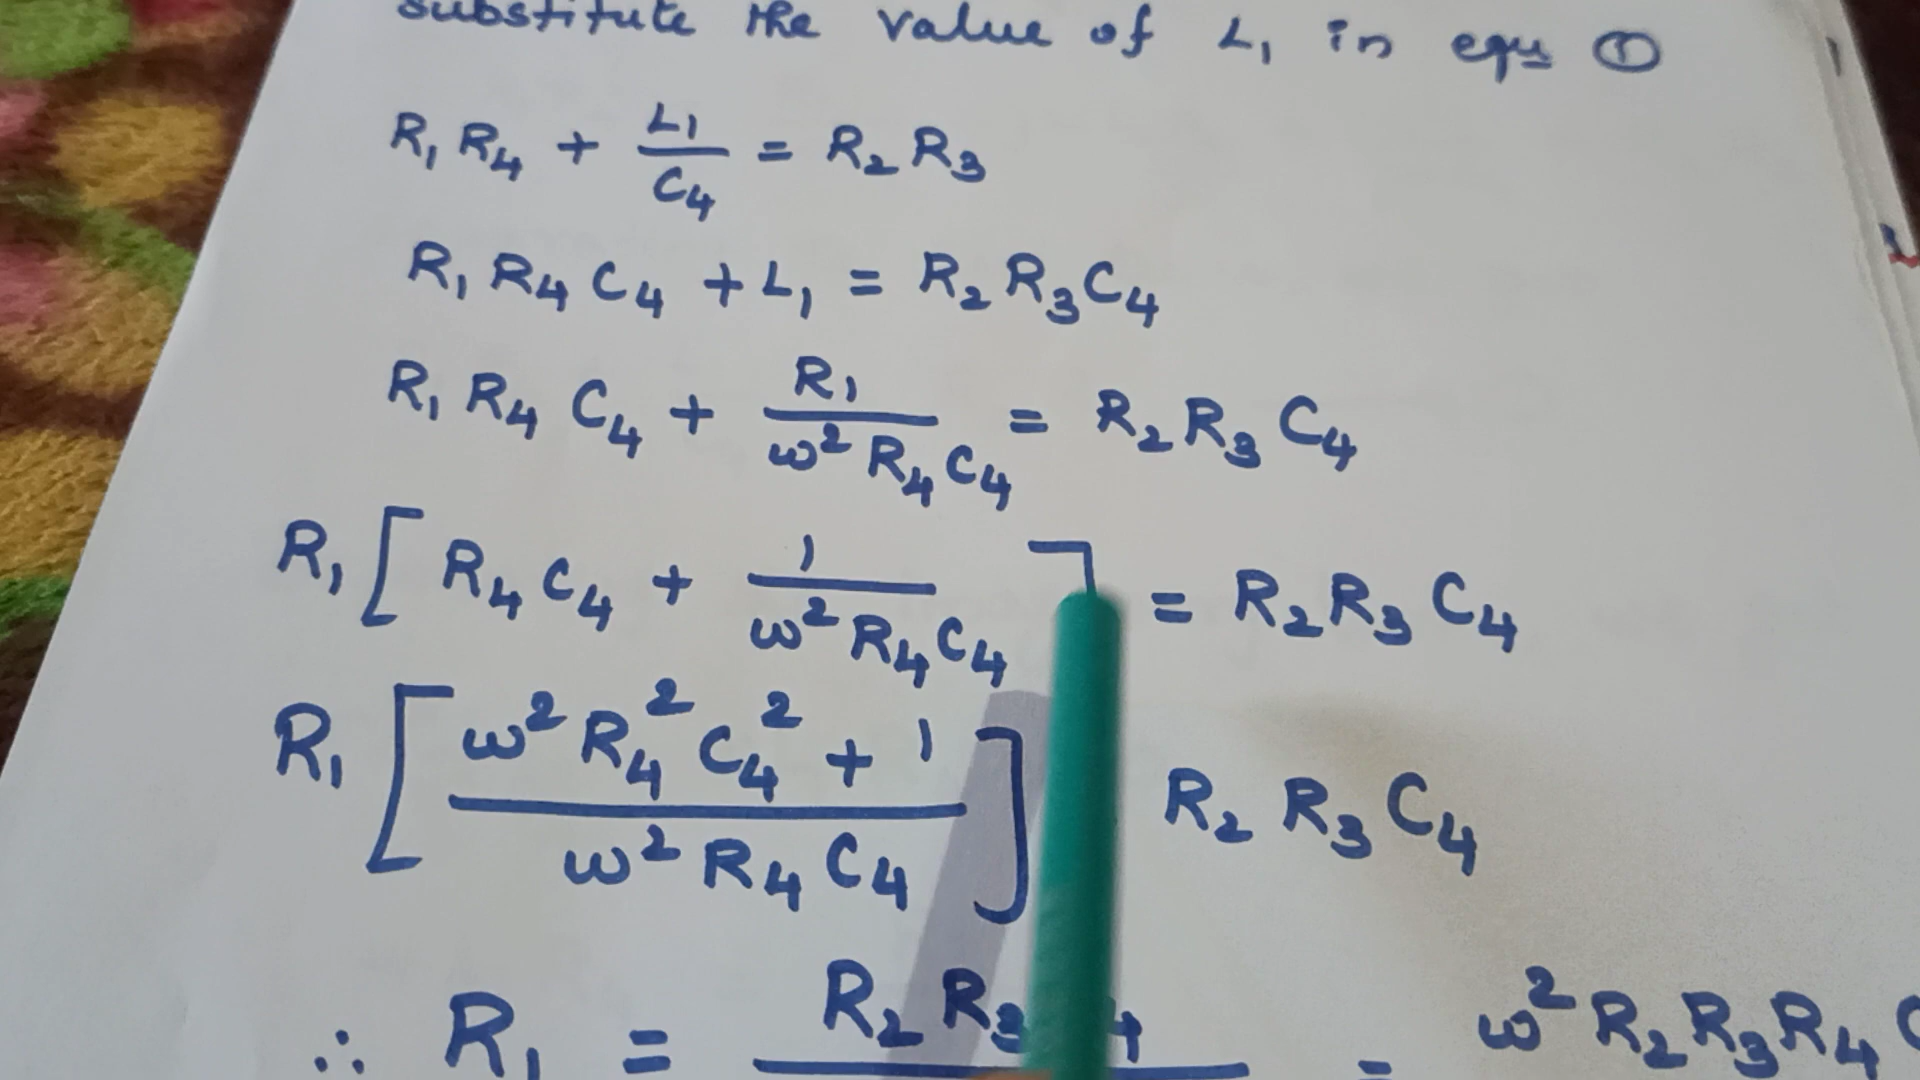 substitute the value of L₁ in equ ①
R₁ R₄ + L₁/C₄ = R₂ R₃
R₁ R₄ C₄ + L₁ = R₂ R₃ C₄
R₁ R₄ C₄ + R₁/(ω² R₄ C₄) = R₂ R₃ C₄
R₁ [ R₄ C₄ + 1/(ω² R₄ C₄) ] = R₂ R₃ C₄
R₁ [ (ω² R₄² C₄² + 1)/(ω² R₄ C₄) ] R₂ R₃ C₄
∴ R₁ = R₂ R₃ ₄ = ω² R₂ R₃ R₄ C